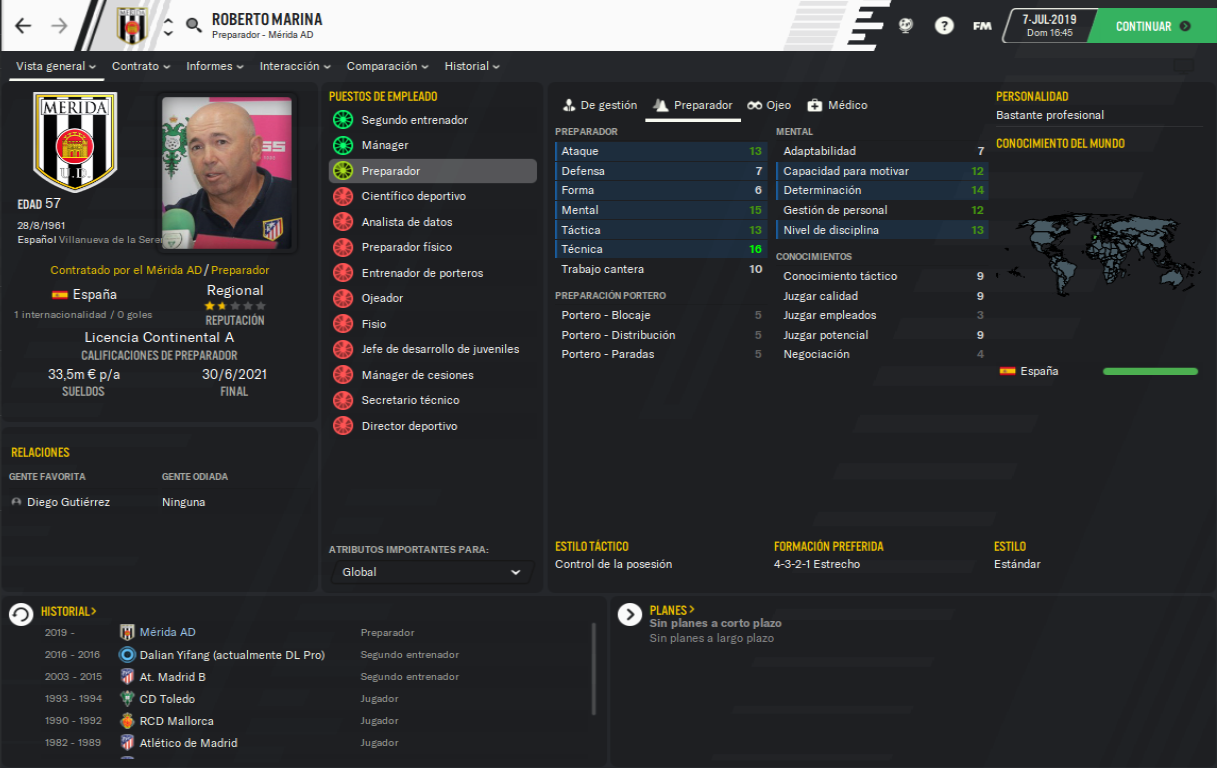 ROBERTO MARINA
Preparador - Mérida AD
?
FM
7-JUL-2019
Dom 16:45
CONTINUAR
Vista general
Contrato
Informes
Interacción
Comparación
Historial
MERIDA
U.D.
EDAD 57
28/8/1961
Español Villanueva de la Seren
Contratado por el Mérida AD / Preparador
España
1 internacionalidad / 0 goles
Regional
REPUTACIÓN
Licencia Continental A
CALIFICACIONES DE PREPARADOR
33,5m € p/a
SUELDOS
30/6/2021
FINAL
RELACIONES
GENTE FAVORITA
GENTE ODIADA
Diego Gutiérrez
Ninguna
PUESTOS DE EMPLEADO
Segundo entrenador
Mánager
Preparador
Científico deportivo
Analista de datos
Preparador físico
Entrenador de porteros
Ojeador
Fisio
Jefe de desarrollo de juveniles
Mánager de cesiones
Secretario técnico
Director deportivo
ATRIBUTOS IMPORTANTES PARA:
Global
De gestión
Preparador
Ojeo
Médico
PREPARADOR
Ataque 13
Defensa 7
Forma 6
Mental 15
Táctica 13
Técnica 16
Trabajo cantera 10
PREPARACIÓN PORTERO
Portero - Blocaje 5
Portero - Distribución 5
Portero - Paradas 5
MENTAL
Adaptabilidad 7
Capacidad para motivar 12
Determinación 14
Gestión de personal 12
Nivel de disciplina 13
CONOCIMIENTOS
Conocimiento táctico 9
Juzgar calidad 9
Juzgar empleados 3
Juzgar potencial 9
Negociación 4
PERSONALIDAD
Bastante profesional
CONOCIMIENTO DEL MUNDO
España
ESTILO TÁCTICO
Control de la posesión
FORMACIÓN PREFERIDA
4-3-2-1 Estrecho
ESTILO
Estándar
HISTORIAL >
2019 - Mérida AD Preparador
2016 - 2016 Dalian Yifang (actualmente DL Pro) Segundo entrenador
2003 - 2015 At. Madrid B Segundo entrenador
1993 - 1994 CD Toledo Jugador
1990 - 1992 RCD Mallorca Jugador
1982 - 1989 Atlético de Madrid Jugador
PLANES >
Sin planes a corto plazo
Sin planes a largo plazo